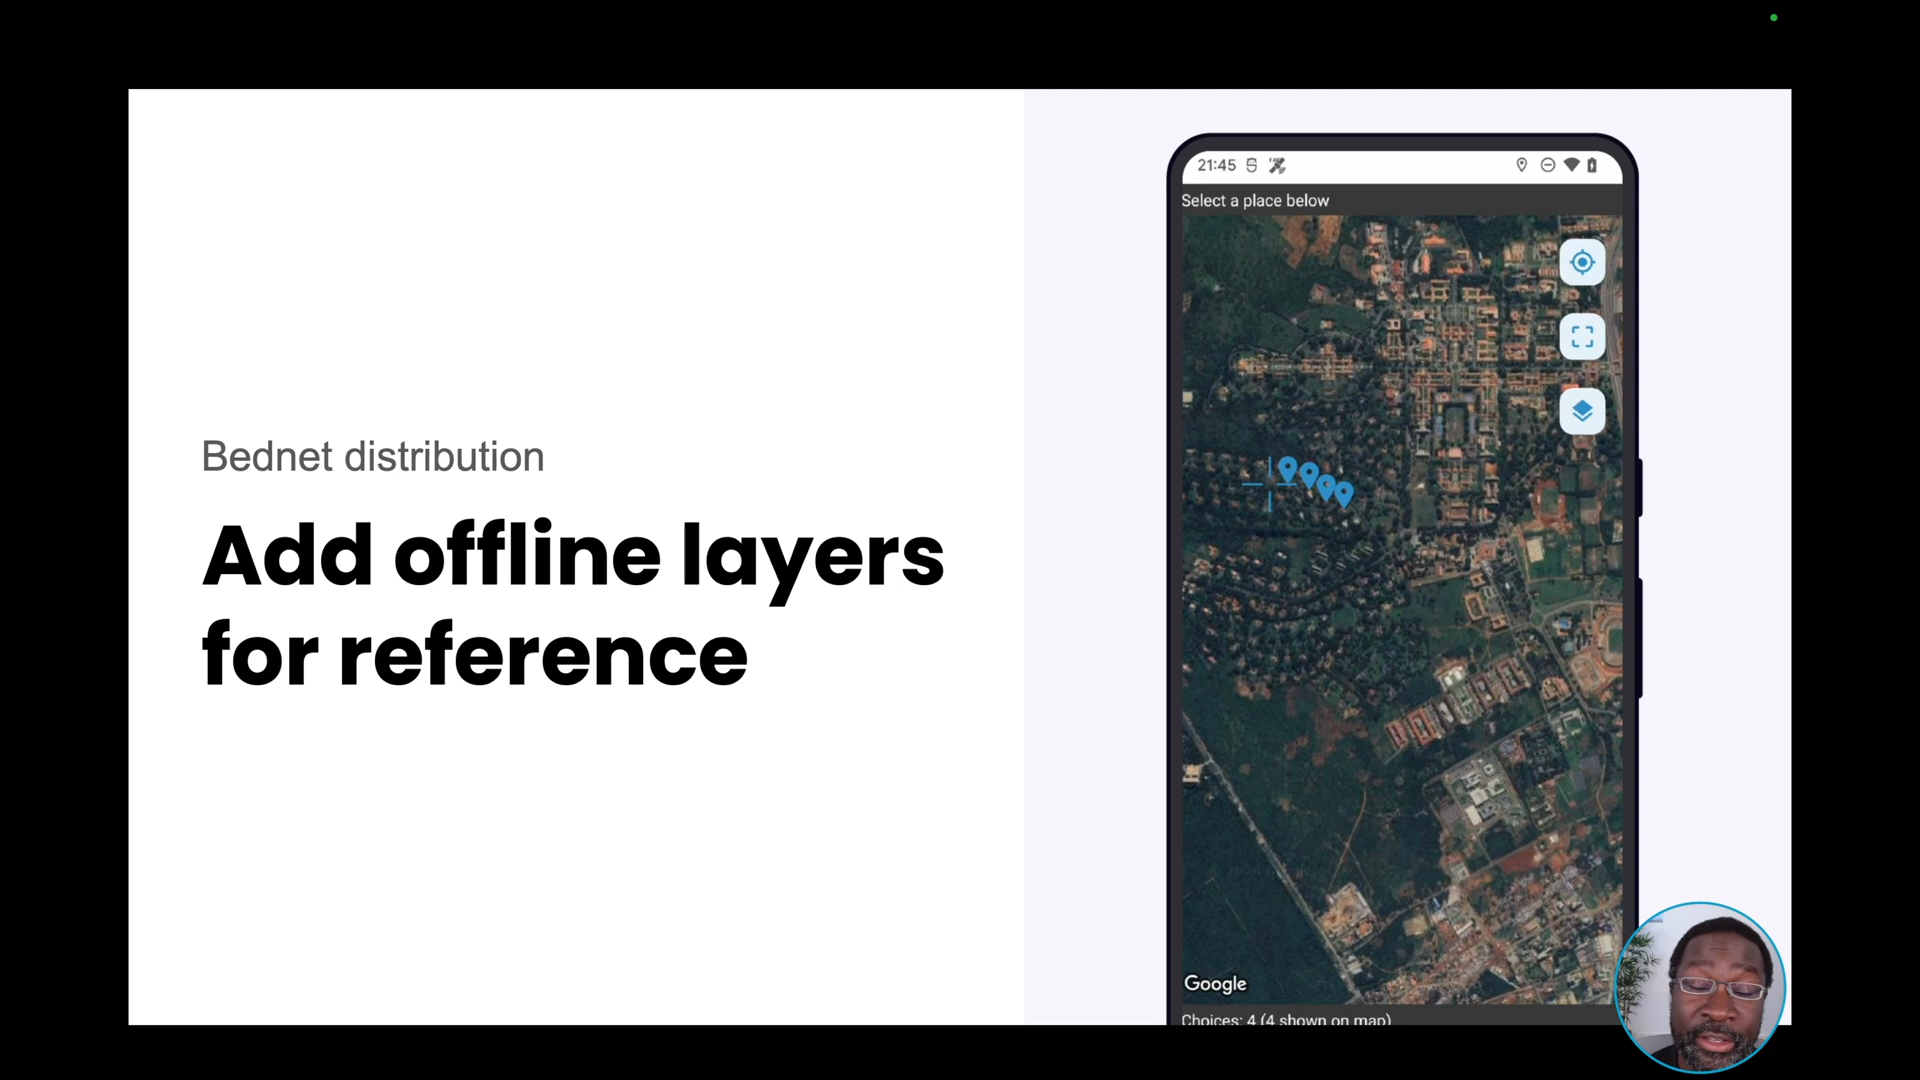 Bednet distribution
Add offline layers
for reference
21:45
Select a place below
Google
Choices: 4 (4 shown on map)